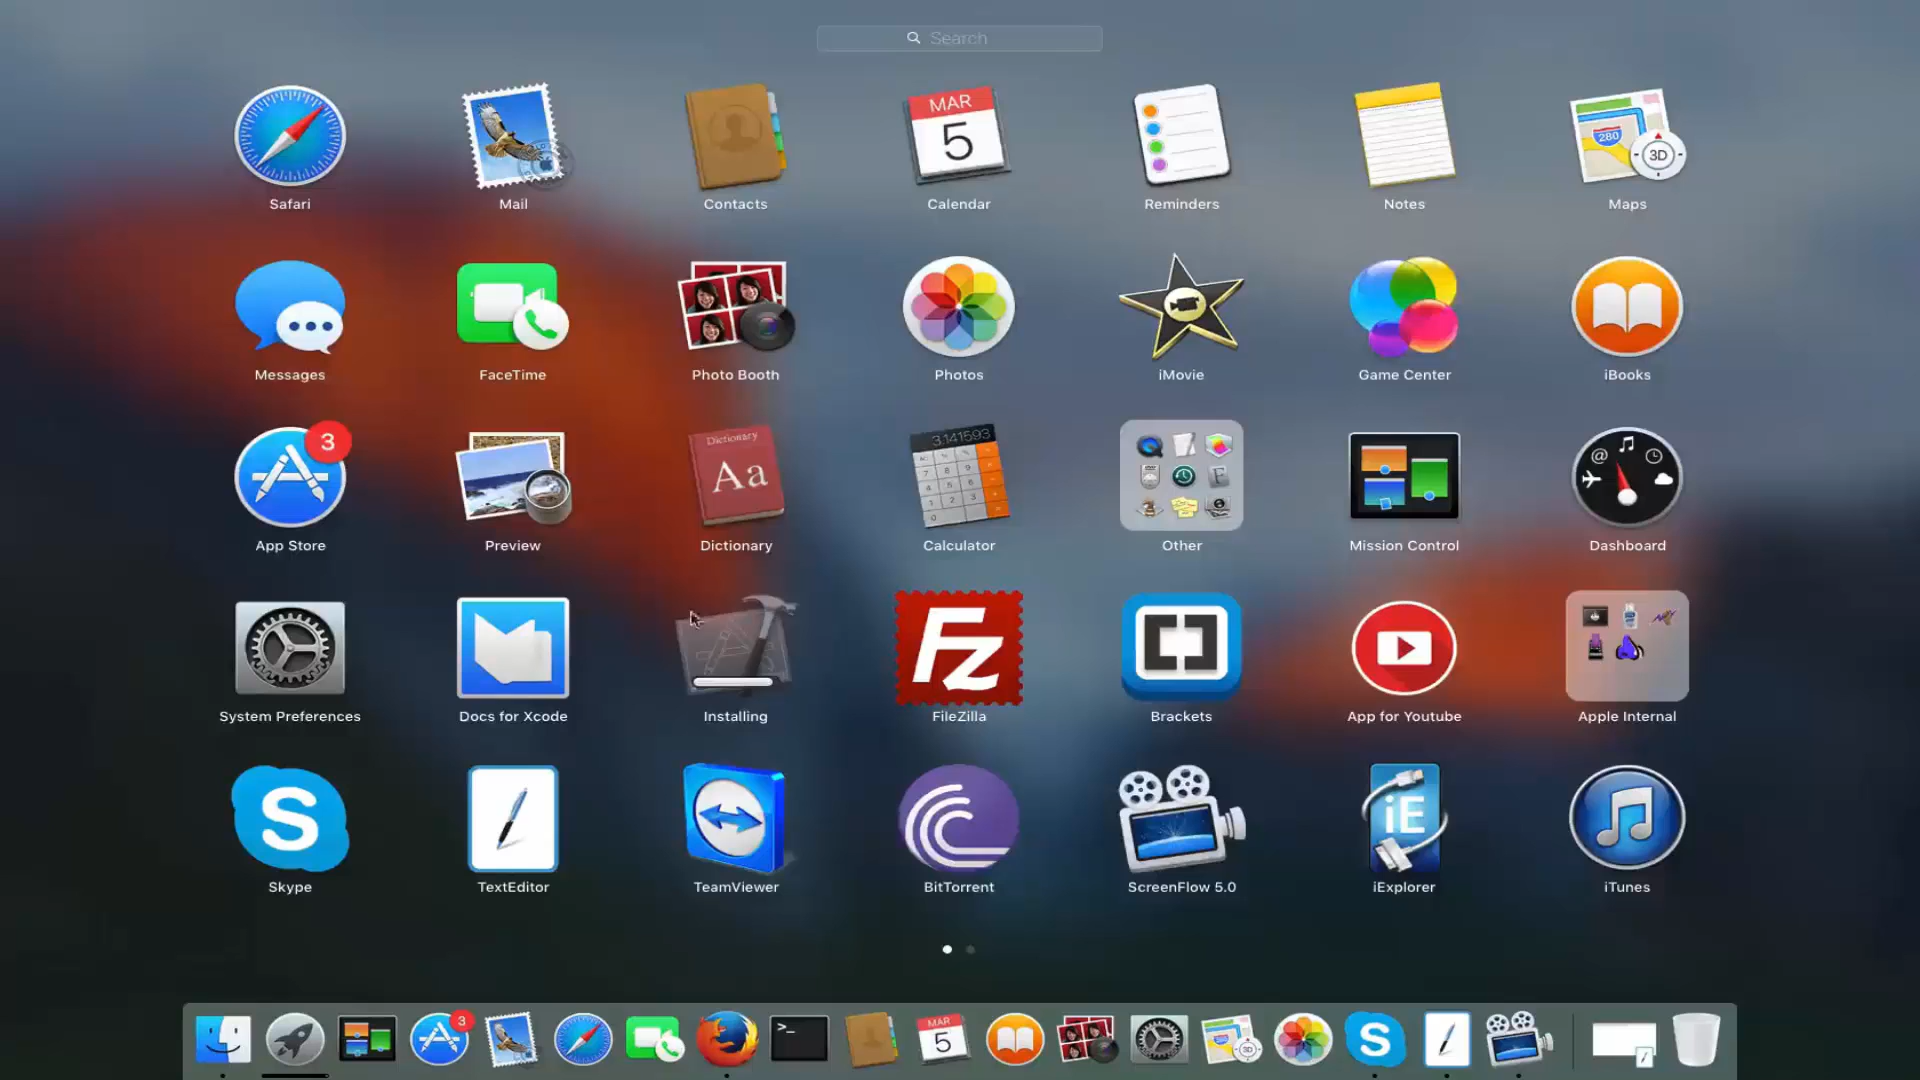 Search
MAR
5
280
3D
Safari
Mail
Contacts
Calendar
Reminders
Notes
Maps
Messages
FaceTime
Photo Booth
Photos
iMovie
Game Center
iBooks
3
Dictionary
Aa
3.141593
@
App Store
Preview
Dictionary
Calculator
Other
Mission Control
Dashboard
FZ
System Preferences
Docs for Xcode
Installing
FileZilla
Brackets
App for Youtube
Apple Internal
S
iE
Skype
TextEditor
TeamViewer
BitTorrent
ScreenFlow 5.0
iExplorer
iTunes
3
>_
MAR
5
3D
S